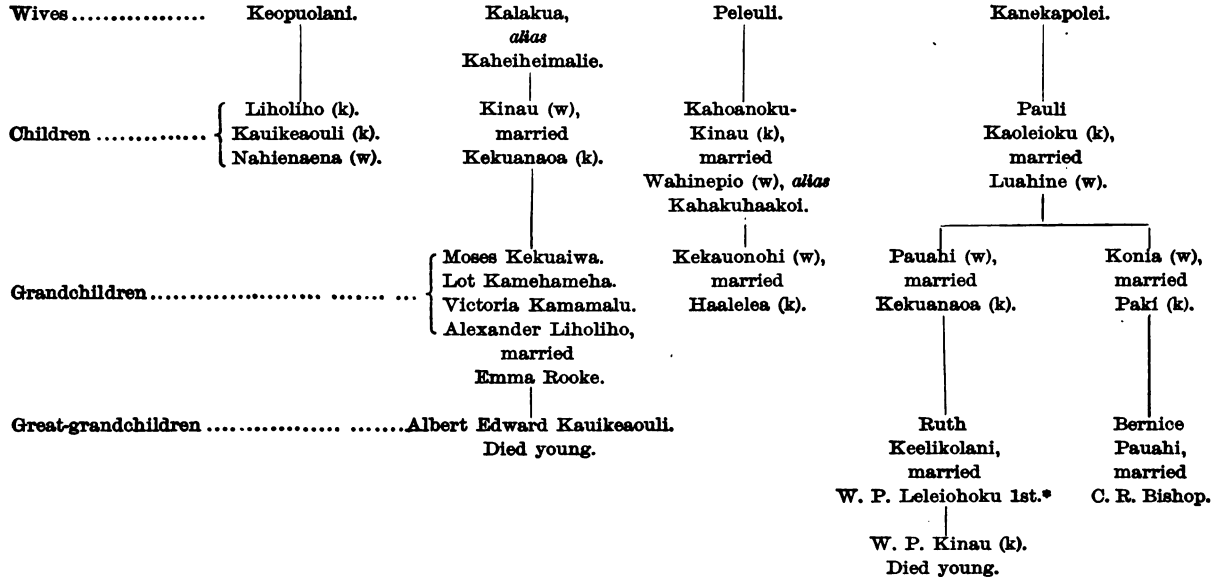 Wives.................. Keopuolani. Kalakua, Peleuli. Kanekapolei.
alias
Kaheiheimalie.
Liholiho (k). Kinau (w), Kahoanoku- Pauli
Children .............. Kauikeaouli (k). married Kinau (k), Kaoleioku (k),
Nahienaena (w). Kekuanaoa (k). married married
Wahinepio (w), alias Luahine (w).
Kahakuhaakoi.
Moses Kekuaiwa. Kekauonohi (w), Pauahi (w), Konia (w),
Lot Kamehameha. married married married
Grandchildren...................... ....... ... Victoria Kamamalu. Haalelea (k). Kekuanaoa (k). Paki (k).
Alexander Liholiho,
married
Emma Rooke.
Great-grandchildren ................. ......... Albert Edward Kauikeaouli. Ruth Bernice
Died young. Keelikolani, Pauahi,
married married
W. P. Leleiohoku 1st.* C. R. Bishop.
W. P. Kinau (k).
Died young.